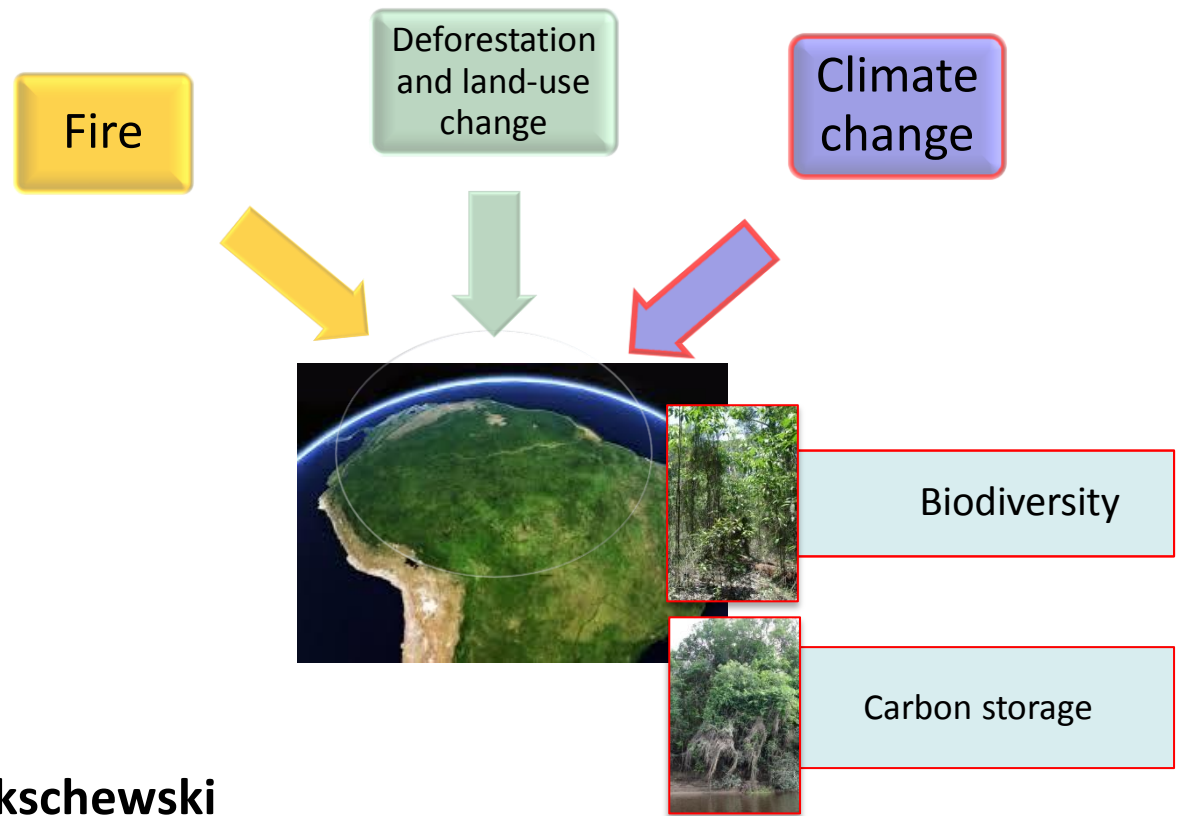 Fire
Deforestation
and land-use
change
Climate
change
Biodiversity
Carbon storage
kschewski